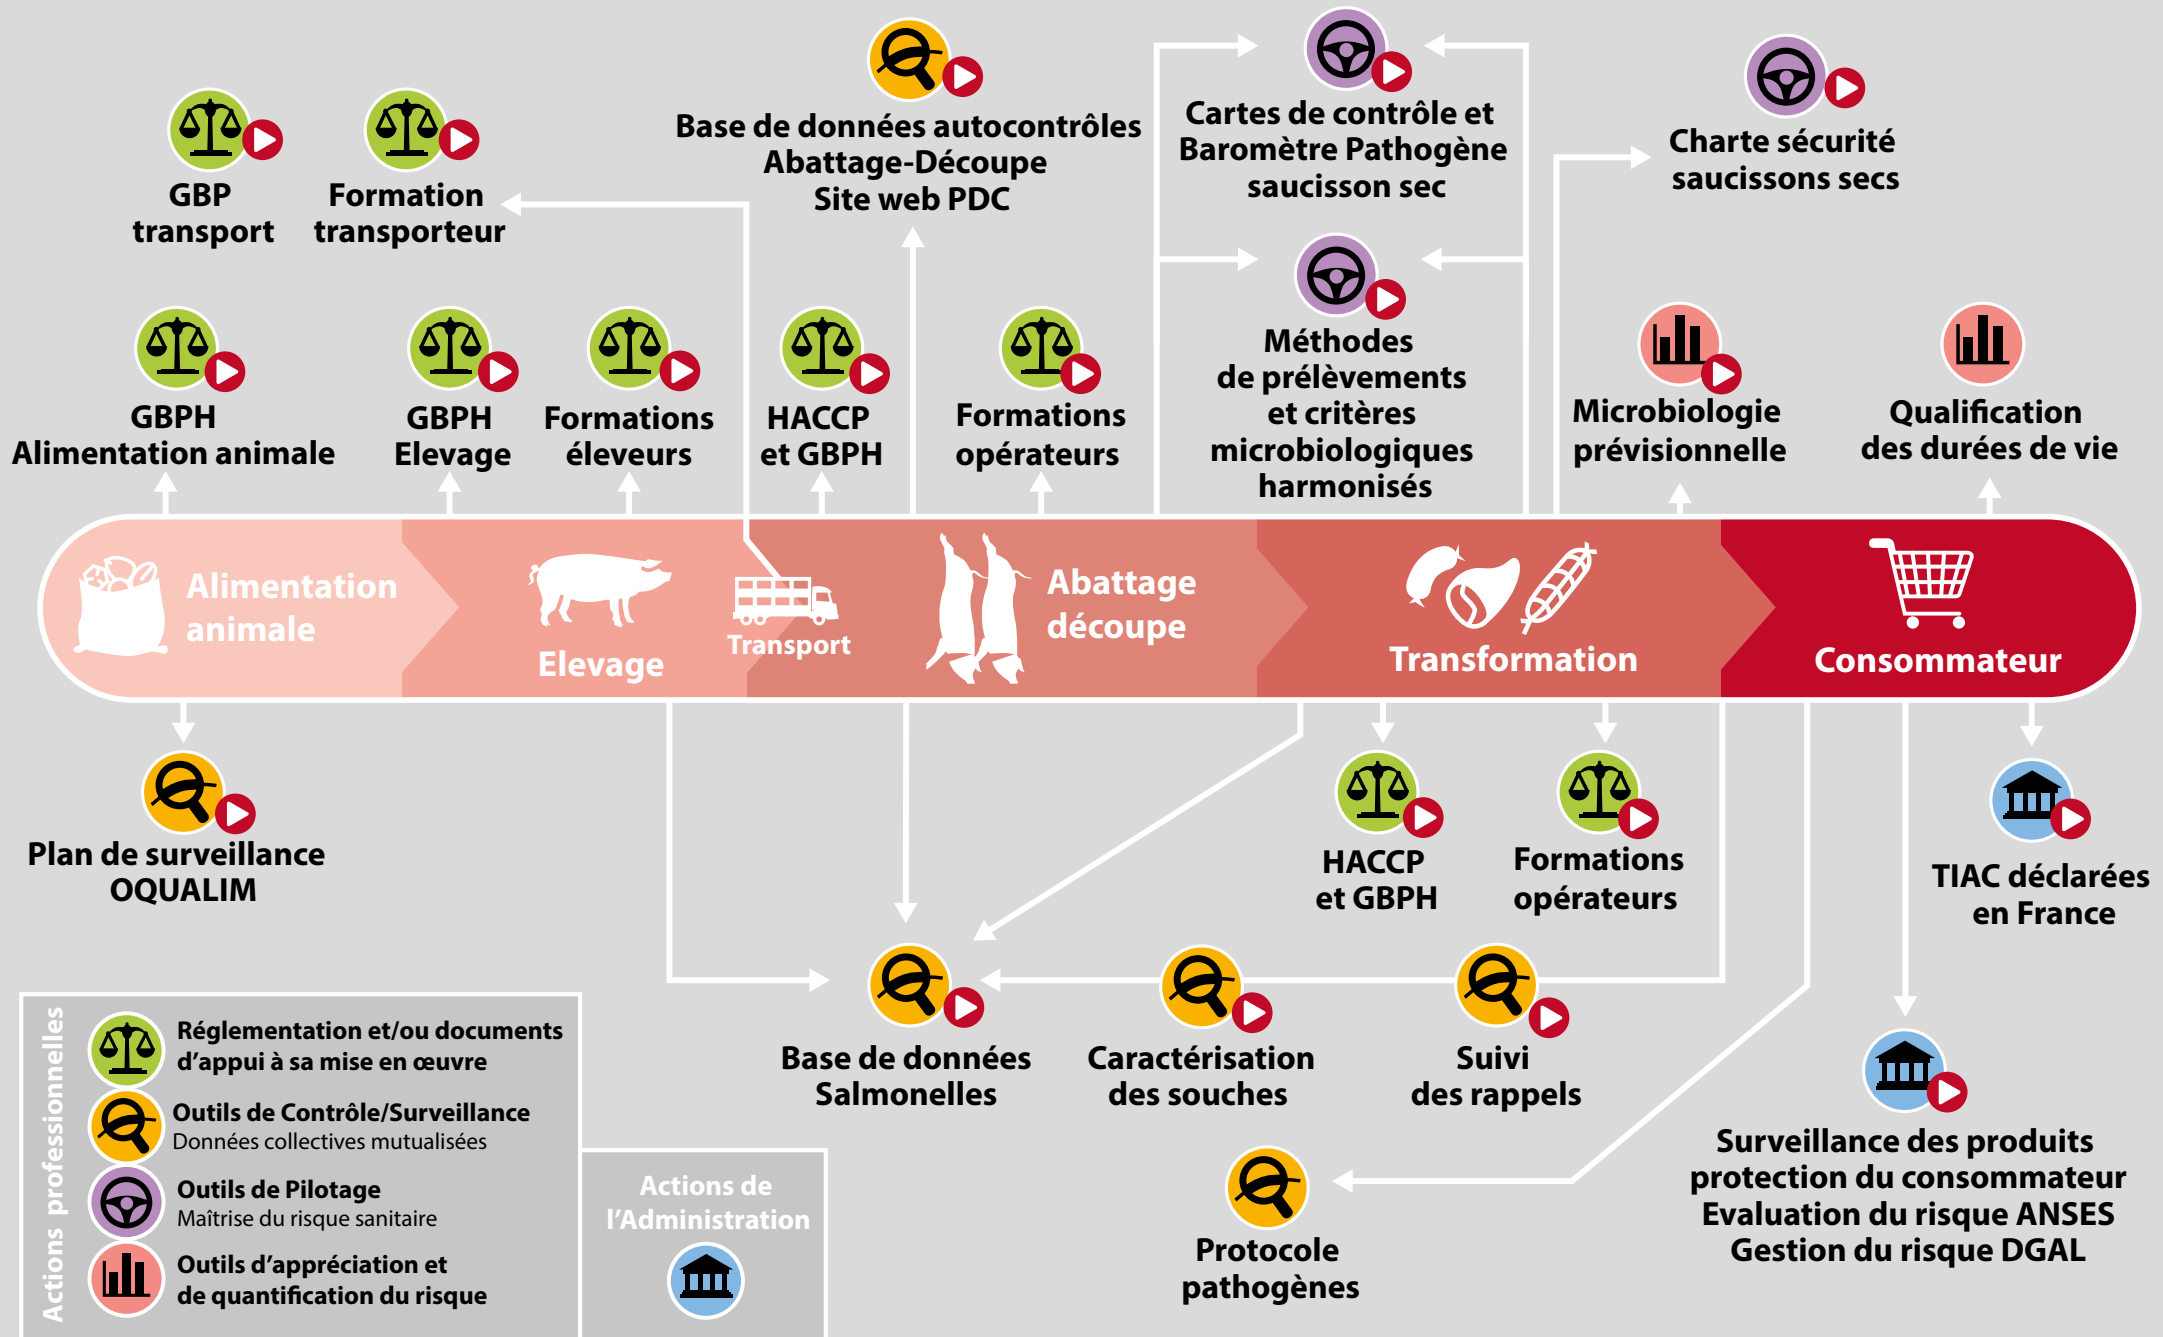 Base de données autocontrôles
Abattage-Découpe
Site web PDC
Cartes de contrôle et
Baromètre Pathogène
saucisson sec
Charte sécurité
saucissons secs
GBP
transport
Formation
transporteur
Méthodes
de prélèvements
et critères
microbiologiques
harmonisés
GBPH
Alimentation animale
GBPH
Elevage
Formations
éleveurs
HACCP
et GBPH
Formations
opérateurs
Microbiologie
prévisionnelle
Qualification
des durées de vie
Alimentation
animale
Elevage
Transport
Abattage
découpe
Transformation
Consommateur
Plan de surveillance
OQUALIM
HACCP
et GBPH
Formations
opérateurs
TIAC déclarées
en France
Base de données
Salmonelles
Caractérisation
des souches
Suivi
des rappels
Protocole
pathogènes
Surveillance des produits
protection du consommateur
Evaluation du risque ANSES
Gestion du risque DGAL
Actions professionnelles
Réglementation et/ou documents
d'appui à sa mise en œuvre
Outils de Contrôle/Surveillance
Données collectives mutualisées
Outils de Pilotage
Maîtrise du risque sanitaire
Outils d'appréciation et
de quantification du risque
Actions de
l'Administration